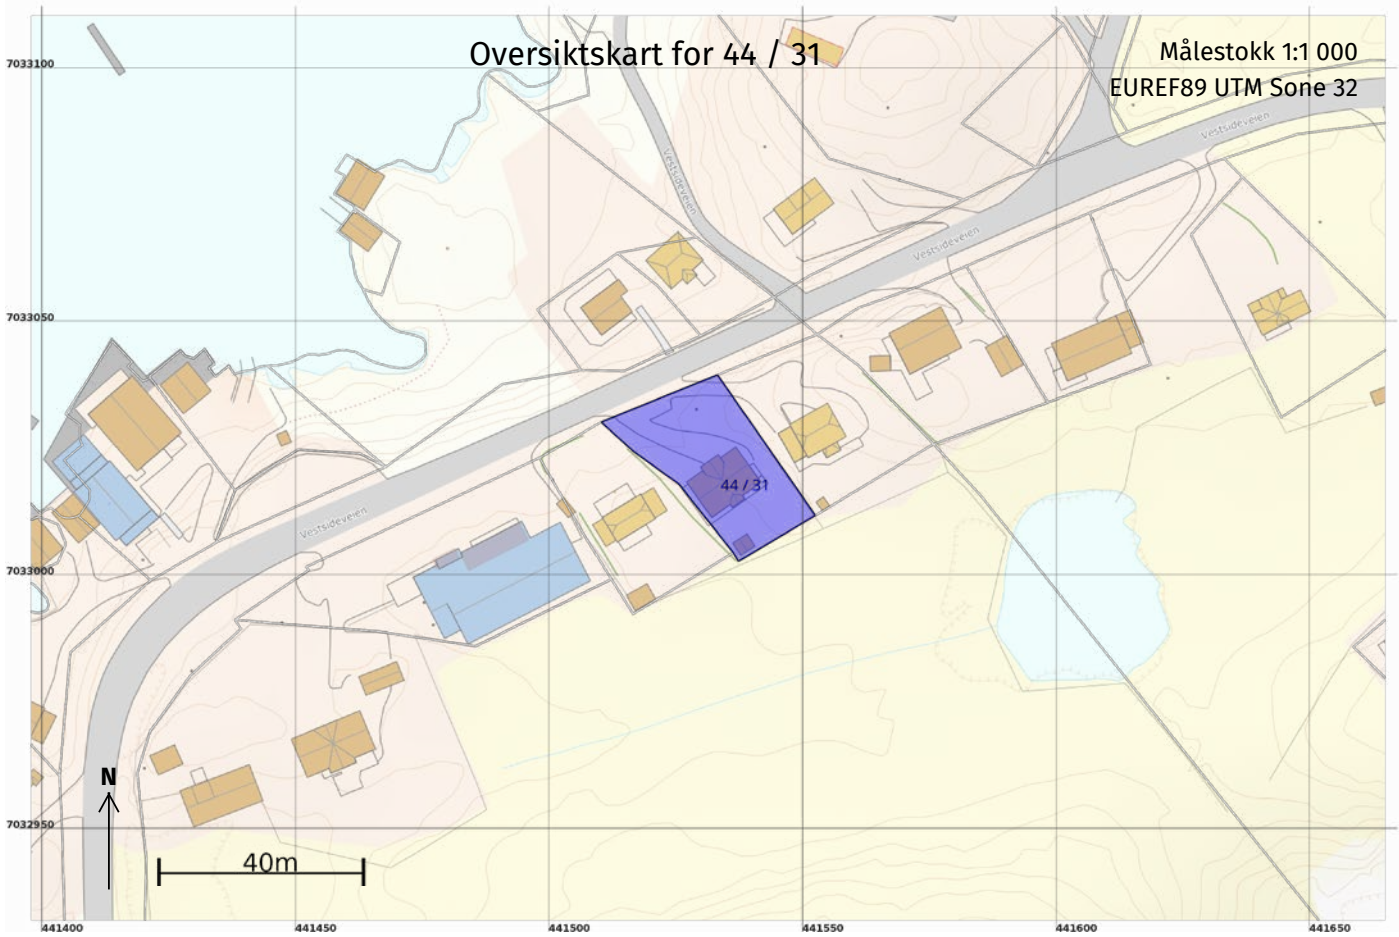 Oversiktskart for 44 / 31
Målestokk 1:1 000
EUREF89 UTM Sone 32
7033100
Vestsideveien
Vestsideveien
Vestsideveien
7033050
44 / 31
Vestsideveien
7033000
N
7032950
40m
441400
441450
441500
441550
441600
441650